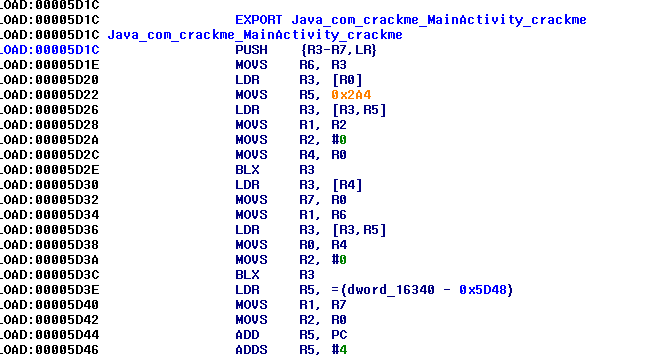 LOAD:00005D1C
LOAD:00005D1C EXPORT Java_com_crackme_MainActivity_crackme
LOAD:00005D1C Java_com_crackme_MainActivity_crackme
LOAD:00005D1C PUSH {R3-R7,LR}
LOAD:00005D1E MOVS R6, R3
LOAD:00005D20 LDR R3, [R0]
LOAD:00005D22 MOVS R5, 0x2A4
LOAD:00005D26 LDR R3, [R3,R5]
LOAD:00005D28 MOVS R1, R2
LOAD:00005D2A MOVS R2, #0
LOAD:00005D2C MOVS R4, R0
LOAD:00005D2E BLX R3
LOAD:00005D30 LDR R3, [R4]
LOAD:00005D32 MOVS R7, R0
LOAD:00005D34 MOVS R1, R6
LOAD:00005D36 LDR R3, [R3,R5]
LOAD:00005D38 MOVS R0, R4
LOAD:00005D3A MOVS R2, #0
LOAD:00005D3C BLX R3
LOAD:00005D3E LDR R5, =(dword_16340 - 0x5D48)
LOAD:00005D40 MOVS R1, R7
LOAD:00005D42 MOVS R2, R0
LOAD:00005D44 ADD R5, PC
LOAD:00005D46 ADDS R5, #4